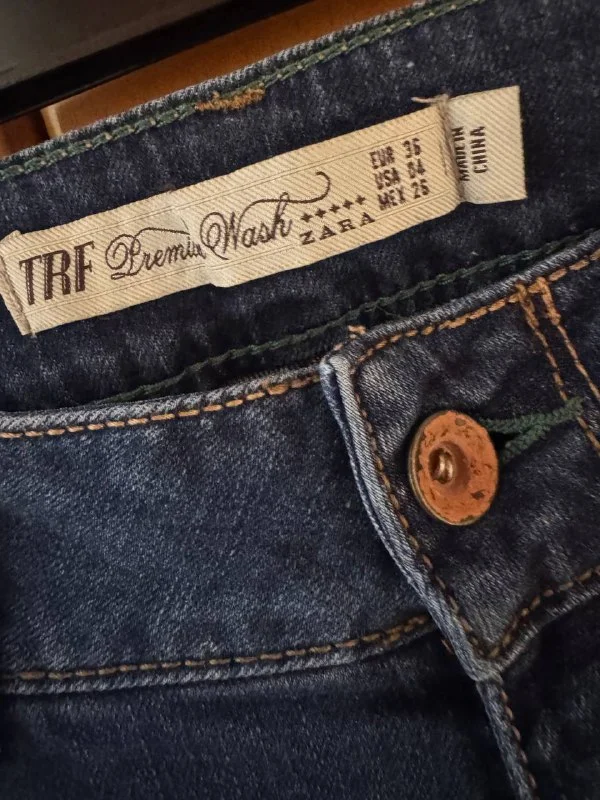 TRF Premium Wash ZARA
EUR 36
USA 04
MEX 26
MADE IN
CHINA